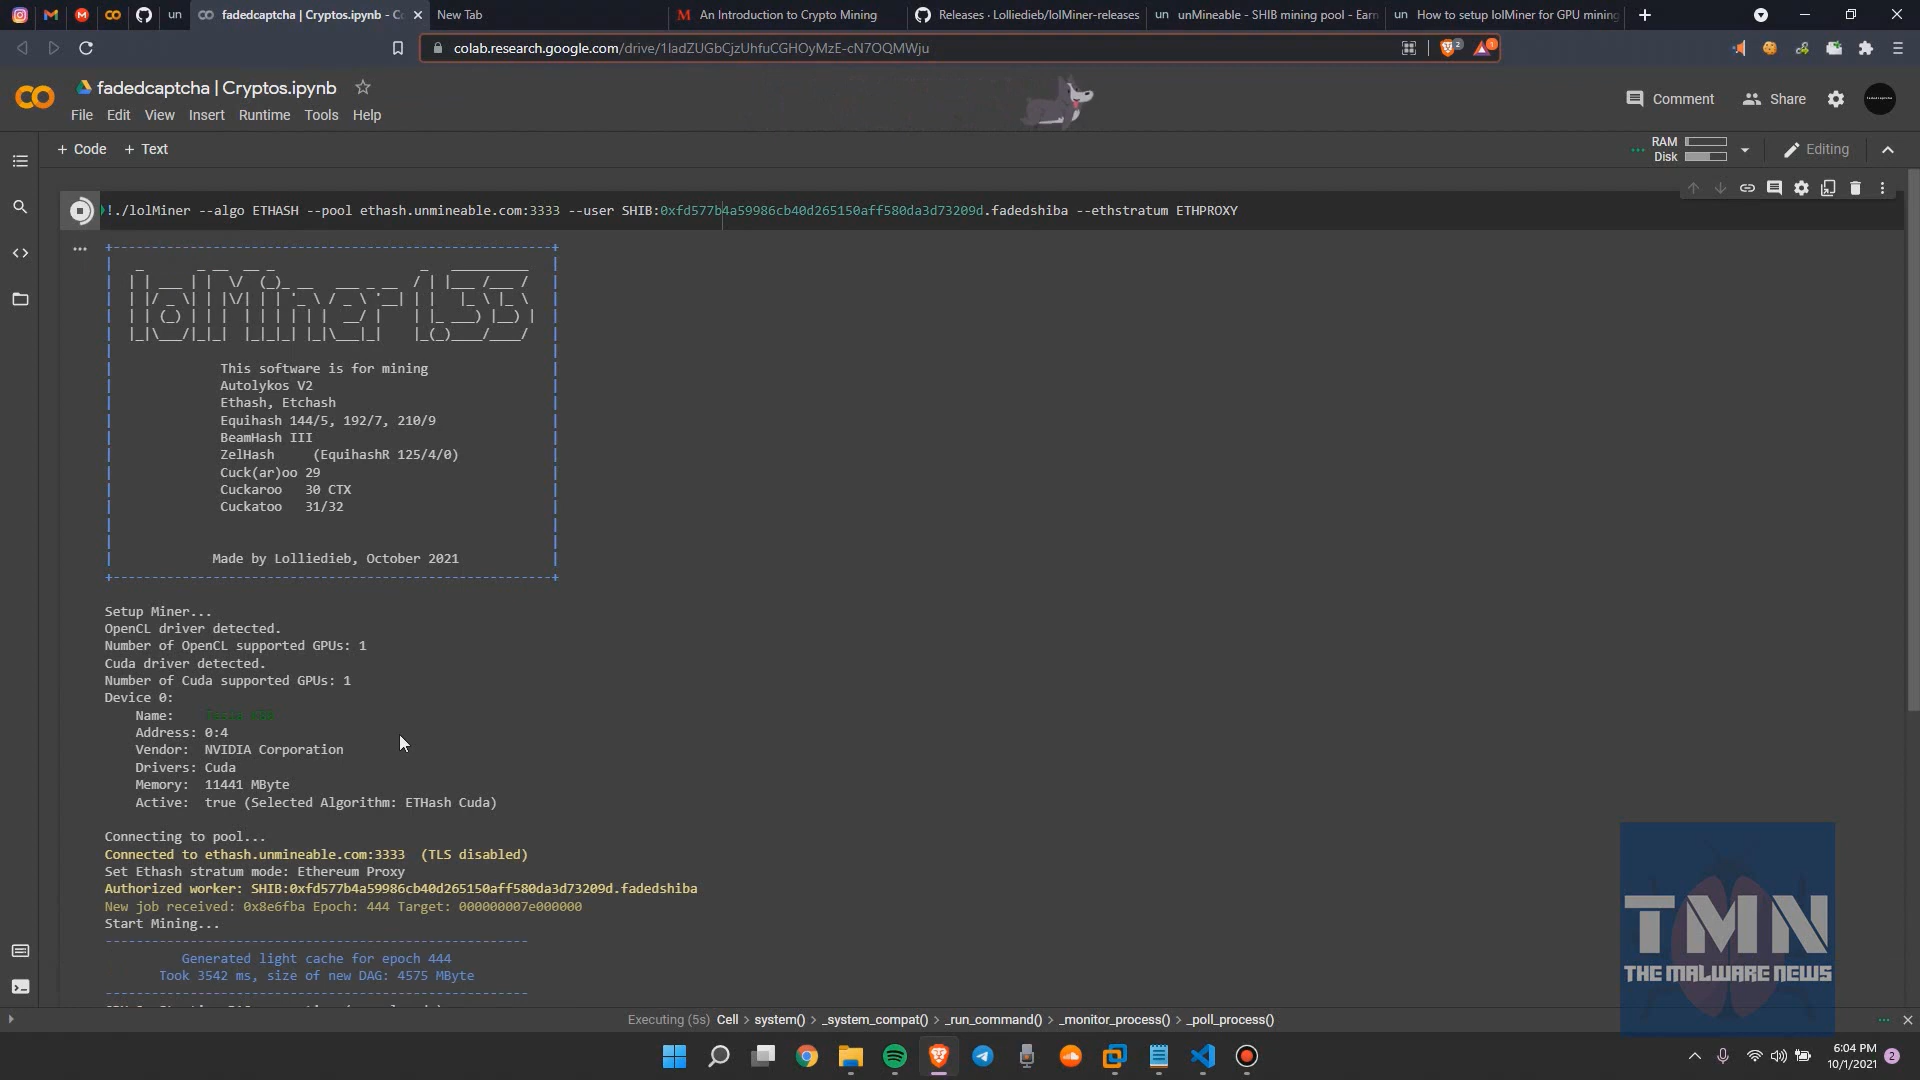 fadedcaptcha | Cryptos.ipynb - C
New Tab
An Introduction to Crypto Mining
Releases · Lolliedieb/lolMiner-releases
un unMineable - SHIB mining pool - Earn
un How to setup lolMiner for GPU mining
colab.research.google.com/drive/1IadZUGbCjzUhfuCGHOyMzE-cN7OQMWju
fadedcaptcha | Cryptos.ipynb
File Edit View Insert Runtime Tools Help
Comment Share
+ Code + Text
RAM
Disk
Editing
!./lolMiner --algo ETHASH --pool ethash.unmineable.com:3333 --user SHIB:0xfd577b4a59986cb40d265150aff580da3d73209d.fadedshiba --ethstratum ETHPROXY
lolMiner 1.33
This software is for mining
Autolykos V2
Ethash, Etchash
Equihash 144/5, 192/7, 210/9
BeamHash III
ZelHash (EquihashR 125/4/0)
Cuck(ar)oo 29
Cuckaroo 30 CTX
Cuckatoo 31/32
Made by Lolliedieb, October 2021
Setup Miner...
OpenCL driver detected.
Number of OpenCL supported GPUs: 1
Cuda driver detected.
Number of Cuda supported GPUs: 1
Device 0:
Name: Tesla K80
Address: 0:4
Vendor: NVIDIA Corporation
Drivers: Cuda
Memory: 11441 MByte
Active: true (Selected Algorithm: ETHash Cuda)
Connecting to pool...
Connected to ethash.unmineable.com:3333 (TLS disabled)
Set Ethash stratum mode: Ethereum Proxy
Authorized worker: SHIB:0xfd577b4a59986cb40d265150aff580da3d73209d.fadedshiba
New job received: 0x8e6fba Epoch: 444 Target: 000000007e000000
Start Mining...
Generated light cache for epoch 444
Took 3542 ms, size of new DAG: 4575 MByte
TMN
THE MALWARE NEWS
Executing (5s) Cell > system() > _system_compat() > _run_command() > _monitor_process() > _poll_process()
6:04 PM
10/1/2021
2